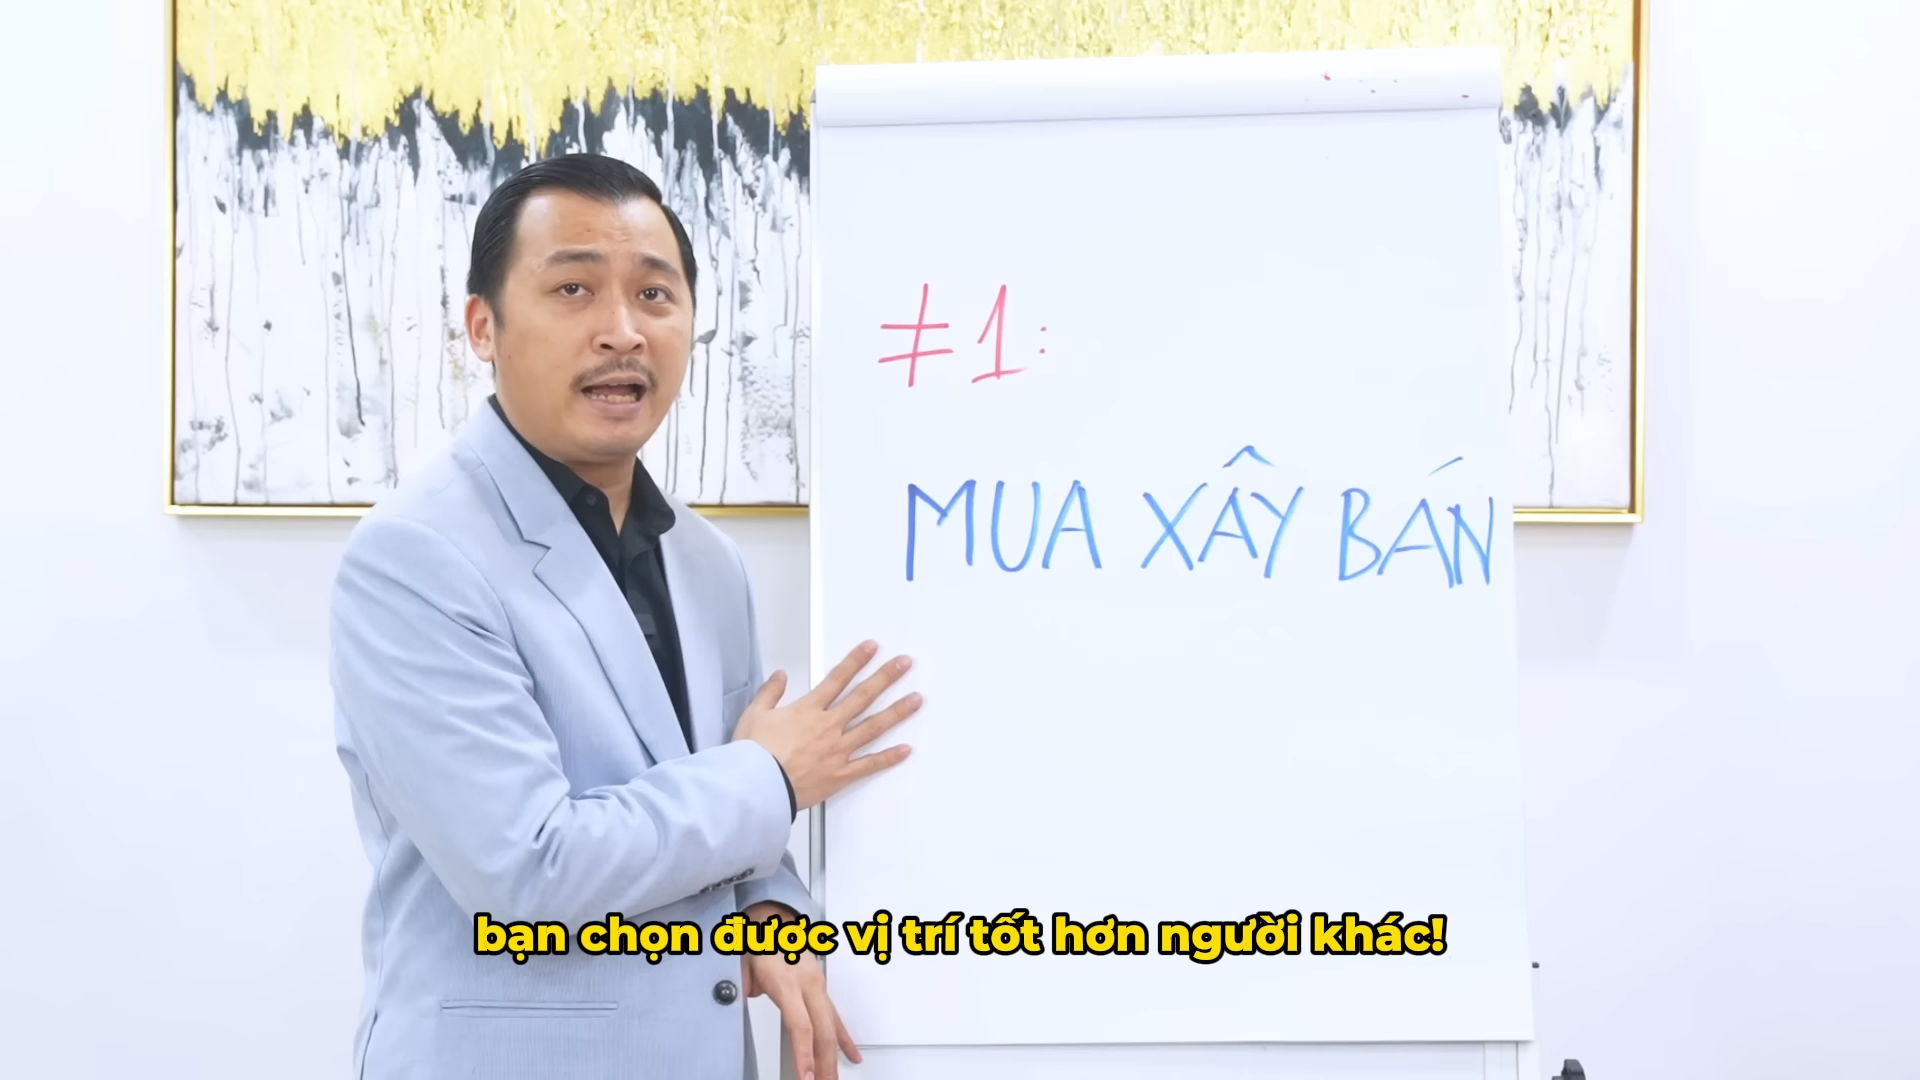 #1:
MUA XÂY BÁN
bạn chọn được vị trí tốt hơn người khác!